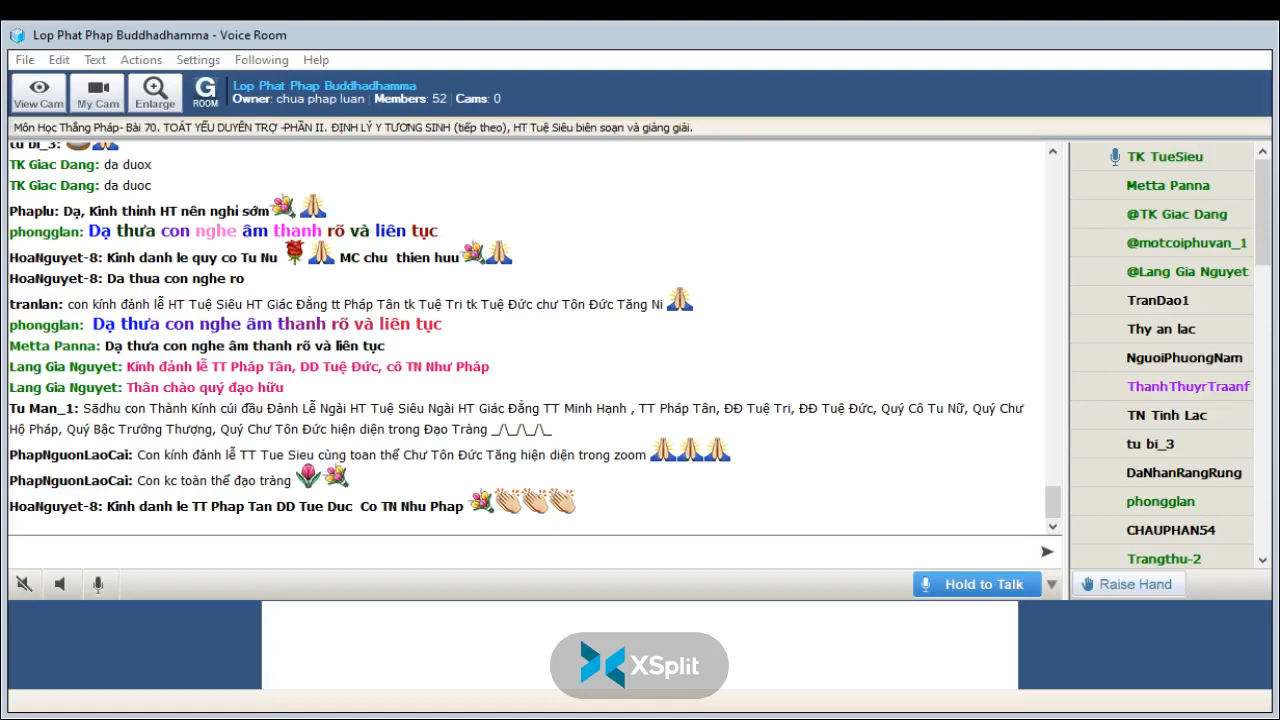 Lop Phat Phap Buddhadhamma - Voice Room
File Edit Text Actions Settings Following Help
View Cam My Cam Enlarge G ROOM
Lop Phat Phap Buddhadhamma
Owner: chua phap luan | Members: 52 | Cams: 0
Môn Học Thắng Pháp- Bài 70. TOÁT YẾU DUYÊN TRỢ -PHẦN II. ĐỊNH LÝ Y TƯƠNG SINH (tiếp theo), HT Tuệ Siêu biên soạn và giảng giải.
tu bi_3:
TK Giac Dang: da duox
TK Giac Dang: da duoc
Phaplu: Dạ, Kính thỉnh HT nên nghỉ sớm
phongglan: Dạ thưa con nghe âm thanh rõ và liên tục
HoaNguyet-8: Kinh danh le quy co Tu Nu MC chu thien huu
HoaNguyet-8: Da thua con nghe ro
tranlan: con kính đảnh lễ HT Tuệ Siêu HT Giác Đẳng tt Pháp Tân tk Tuệ Tri tk Tuệ Đức chư Tôn Đức Tăng Ni
phongglan: Dạ thưa con nghe âm thanh rõ và liên tục
Metta Panna: Dạ thưa con nghe âm thanh rõ và liên tục
Lang Gia Nguyet: Kính đảnh lễ TT Pháp Tân, DD Tuệ Đức, cô TN Như Pháp
Lang Gia Nguyet: Thân chào quý đạo hữu
Tu Man_1: Sādhu con Thành Kính cúi đầu Đảnh Lễ Ngài HT Tuệ Siêu Ngài HT Giác Đẳng TT Minh Hạnh , TT Pháp Tân, ĐĐ Tuệ Tri, ĐĐ Tuệ Đức, Quý Cô Tu Nữ, Quý Chư
Hộ Pháp, Quý Bậc Trưởng Thượng, Quý Chư Tôn Đức hiện diện trong Đạo Tràng _/\_/\_/\_
PhapNguonLaoCai: Con kính đảnh lễ TT Tue Sieu cùng toan thể Chư Tôn Đức Tăng hiện diện trong zoom
PhapNguonLaoCai: Con kc toàn thể đạo tràng
HoaNguyet-8: Kinh danh le TT Phap Tan DD Tue Duc Co TN Nhu Phap
TK TueSieu
Metta Panna
@TK Giac Dang
@motcoiphuvan_1
@Lang Gia Nguyet
TranDao1
Thy an lac
NguoiPhuongNam
ThanhThuyrTraanf
TN Tinh Lac
tu bi_3
DaNhanRangRung
phongglan
CHAUPHAN54
Trangthu-2
Hold to Talk
Raise Hand
XSplit